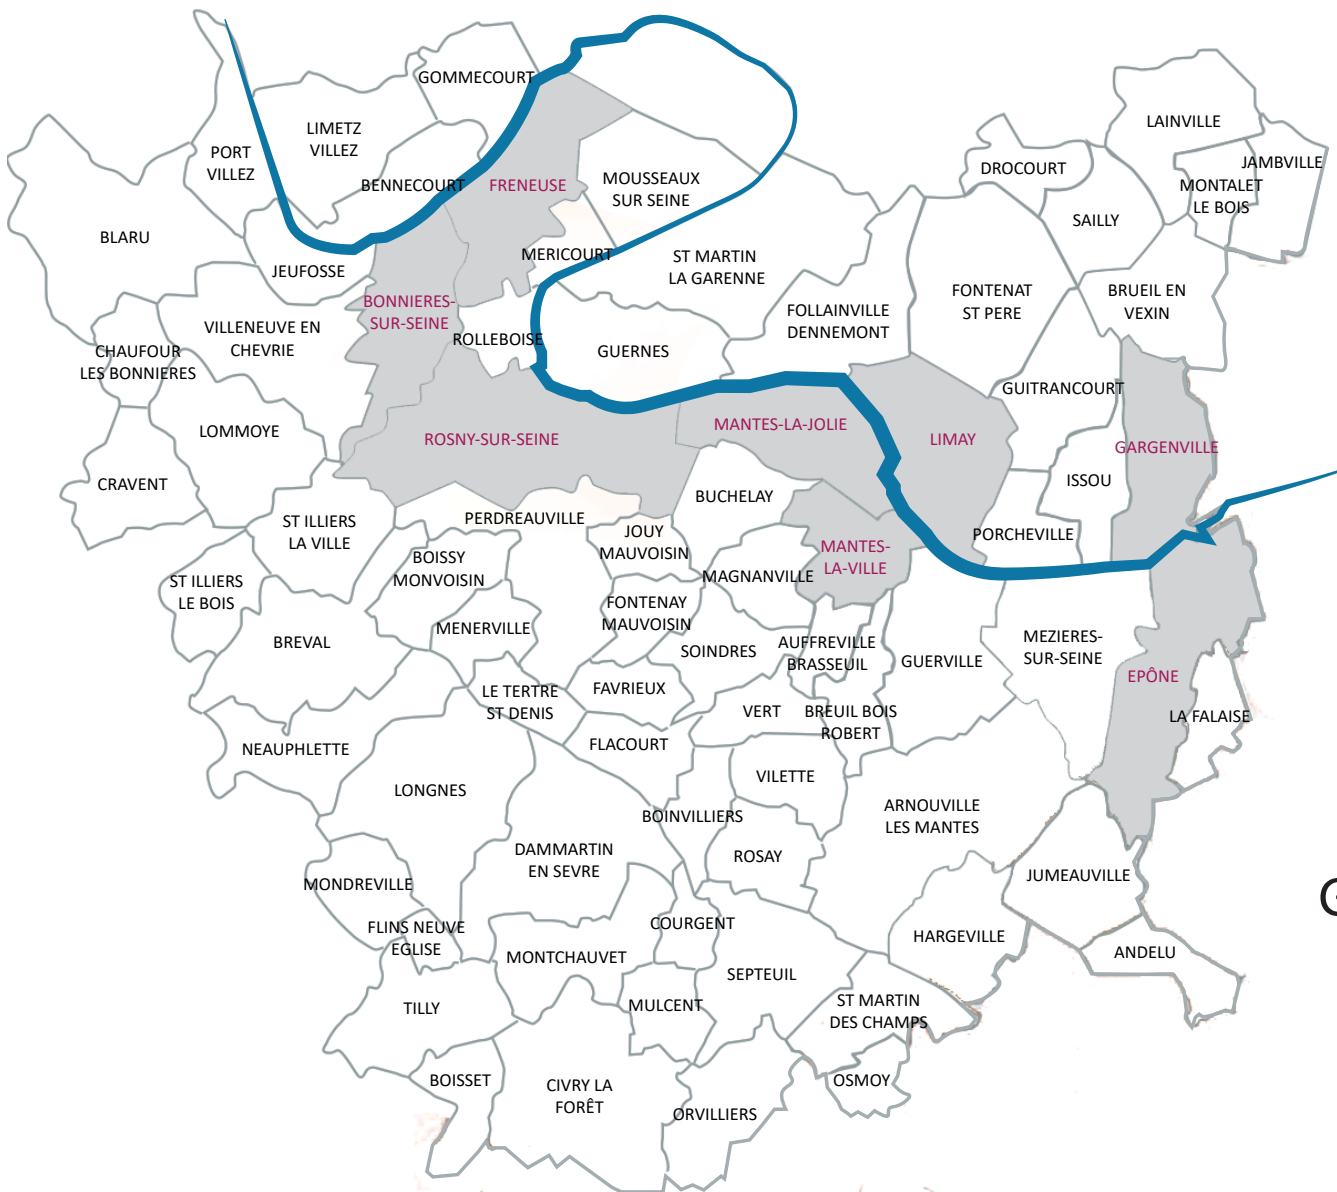 GOMMECOURT
LAINVILLE
LIMETZ
VILLEZ
PORT
VILLEZ
DROCOURT
JAMBVILLE
BENNECOURT
FRENEUSE
MOUSSEAUX
SUR SEINE
MONTALET
LE BOIS
SAILLY
BLARU
JEUFOSSE
MERICOURT
ST MARTIN
LA GARENNE
FONTENAT
ST PERE
BRUEIL EN
VEXIN
BONNIERES-
SUR-SEINE
FOLLAINVILLE
DENNEMONT
VILLENEUVE EN
CHEVRIE
ROLLEBOISE
GUERNES
CHAUFOUR
LES BONNIERES
GUITRANCOURT
LOMMOYE
ROSNY-SUR-SEINE
MANTES-LA-JOLIE
LIMAY
GARGENVILLE
CRAVENT
BUCHELAY
ISSOU
ST ILLIERS
LA VILLE
PERDREAUVILLE
JOUY
MAUVOISIN
PORCHEVILLE
MANTES-
LA-VILLE
BOISSY
MONVOISIN
MAGNANVILLE
ST ILLIERS
LE BOIS
FONTENAY
MAUVOISIN
MENERVILLE
BREVAL
SOINDRES
AUFFREVILLE
BRASSEUIL
GUERVILLE
MEZIERES-
SUR-SEINE
EPÔNE
LE TERTRE
ST DENIS
FAVRIEUX
VERT
BREUIL BOIS
ROBERT
LA FALAISE
NEAUPHLETTE
FLACOURT
VILETTE
LONGNES
ARNOUVILLE
LES MANTES
BOINVILLIERS
DAMMARTIN
EN SEVRE
ROSAY
MONDREVILLE
JUMEAUVILLE
G
FLINS NEUVE
EGLISE
COURGENT
HARGEVILLE
MONTCHAUVET
ANDELU
SEPTEUIL
TILLY
MULCENT
ST MARTIN
DES CHAMPS
BOISSET
CIVRY LA
FORÊT
OSMOY
ORVILLIERS